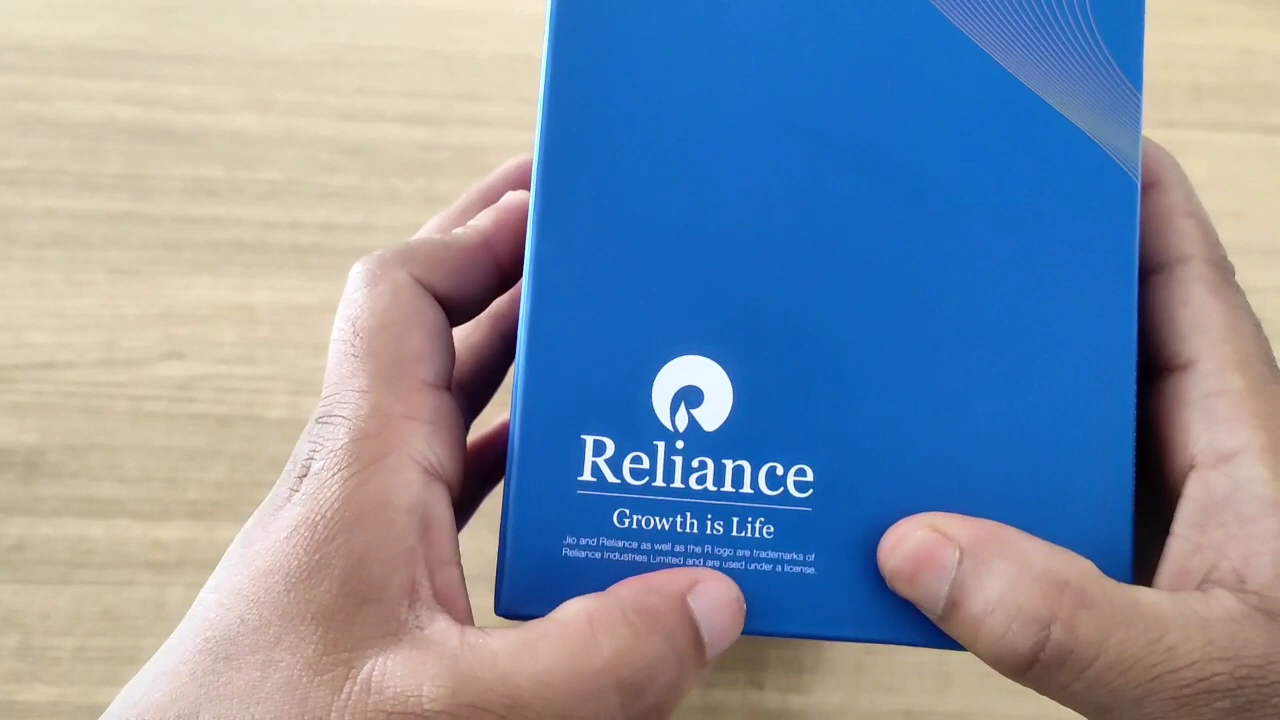 Reliance
Growth is Life
Jio and Reliance as well as the R logo are trademarks of
Reliance Industries Limited and are used under a license.